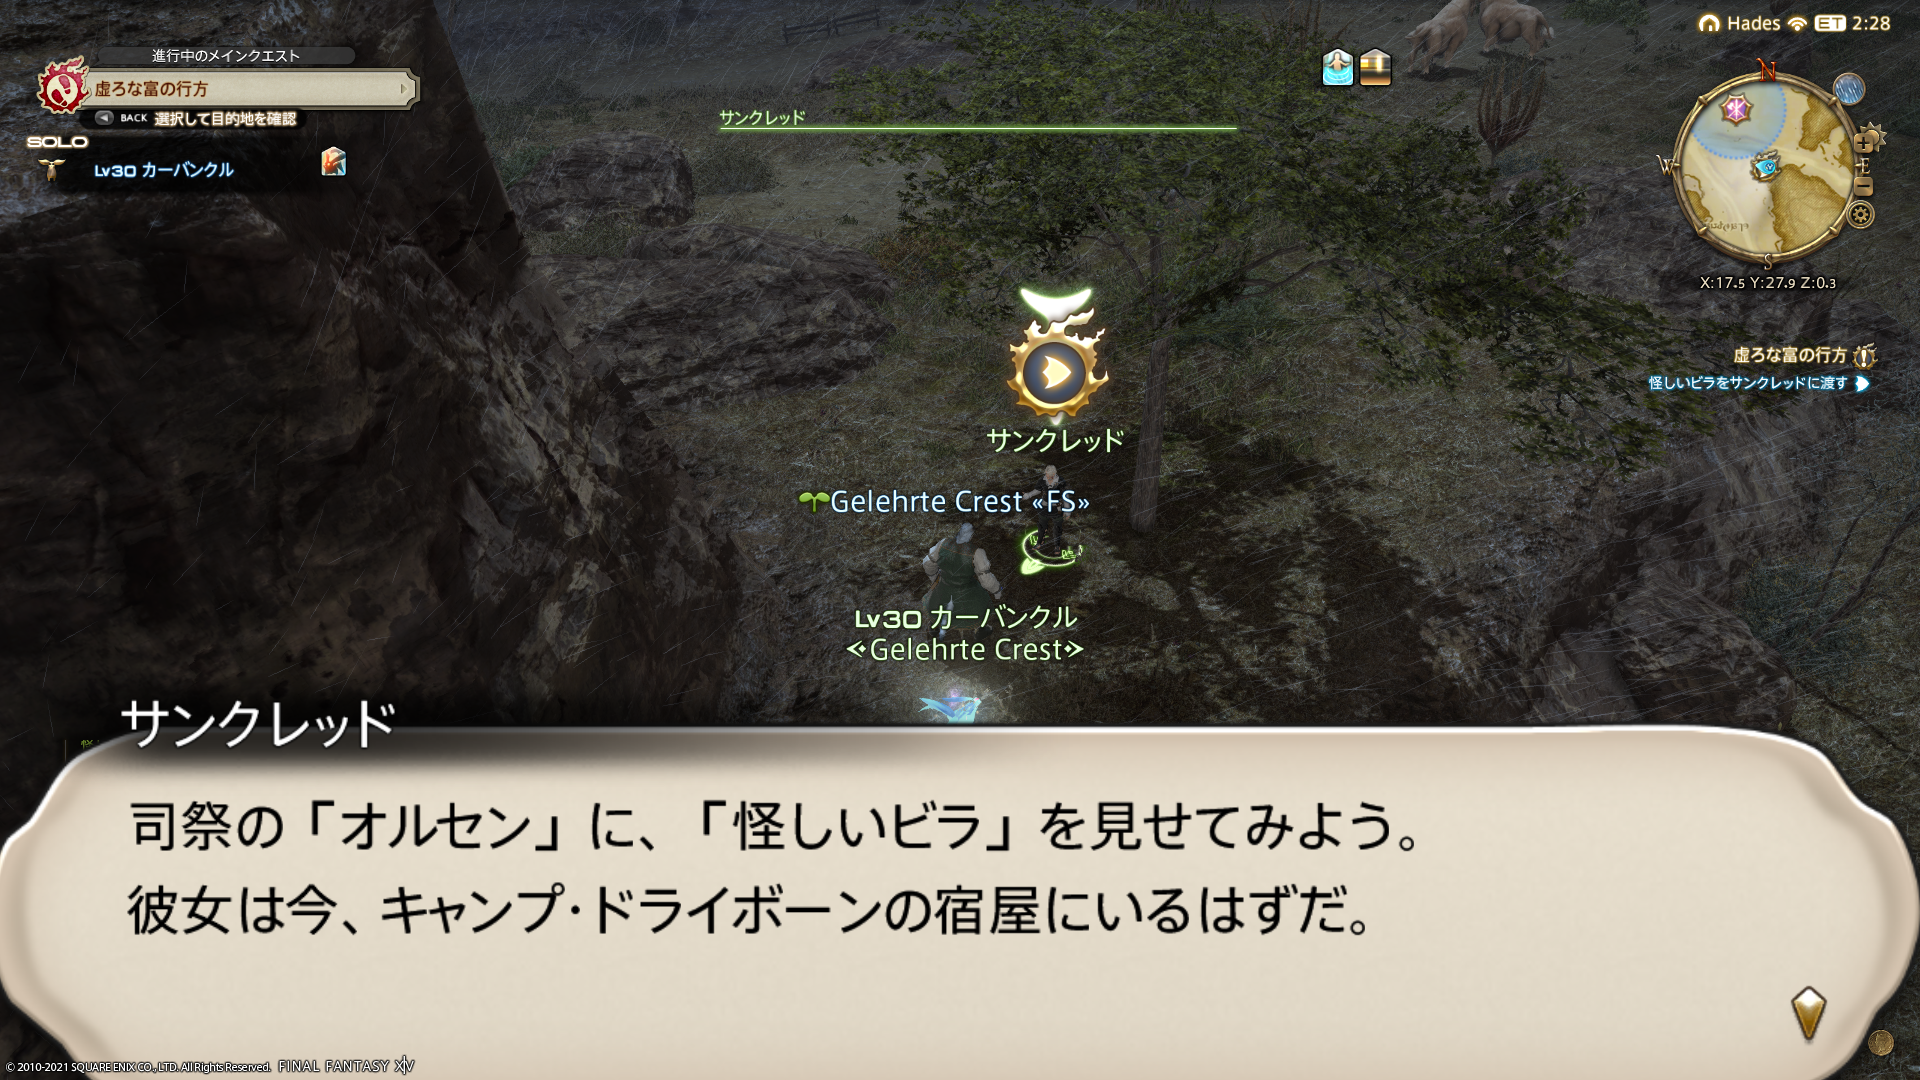 Hades ET 2:28
進行中のメインクエスト
虚ろな富の行方
BACK 選択して目的地を確認
SOLO
Lv30 カーバンクル
サンクレッド
N
W
E
S
X:17.5 Y:27.9 Z:0.3
虚ろな富の行方
怪しいビラをサンクレッドに渡す
サンクレッド
Gelehrte Crest «FS»
Lv30 カーバンクル
≪Gelehrte Crest≫
サンクレッド
司祭の「オルセン」に、「怪しいビラ」を見せてみよう。
彼女は今、キャンプ・ドライボーンの宿屋にいるはずだ。
© 2010-2021 SQUARE ENIX CO., LTD. All Rights Reserved. FINAL FANTASY XIV